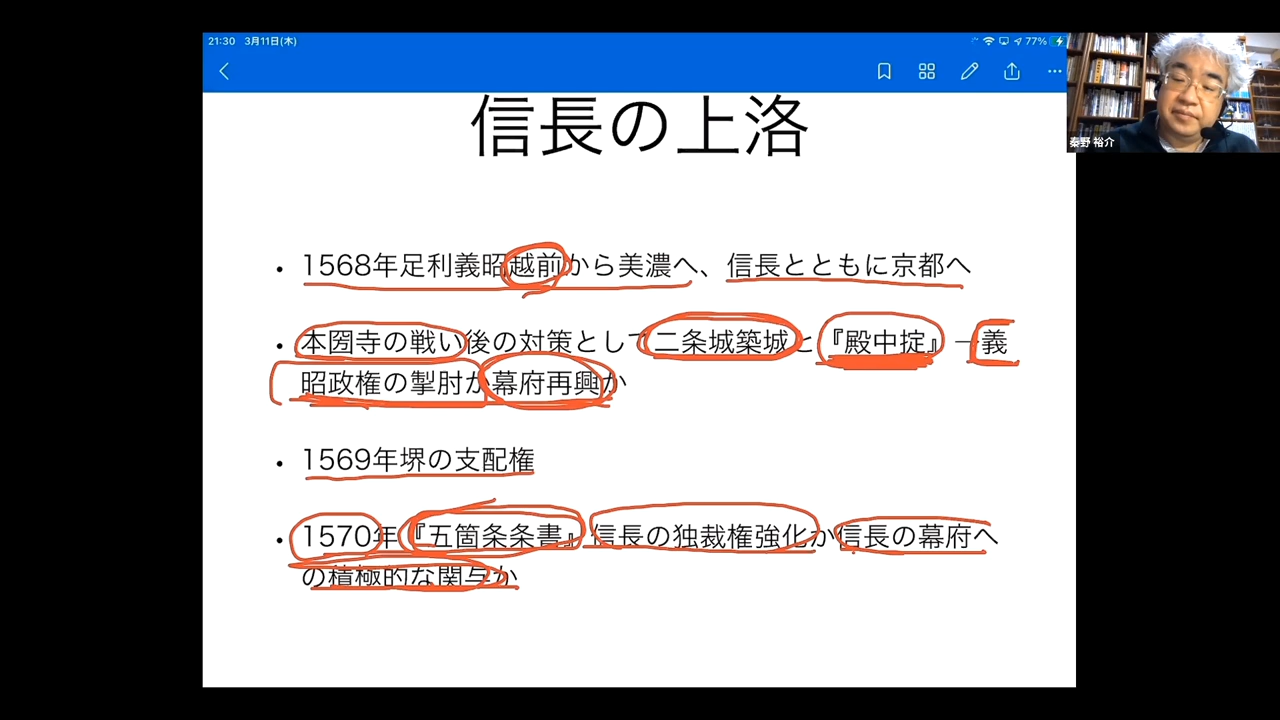 21:30 3月11日(木)
77%
信長の上洛
秦野 裕介
・1568年足利義昭越前から美濃へ、信長とともに京都へ
・本圀寺の戦い後の対策として二条城築城と『殿中掟』→義
昭政権の掣肘か幕府再興か
・1569年堺の支配権
・1570年『五箇条条書』信長の独裁権強化か信長の幕府へ
の積極的な関与か